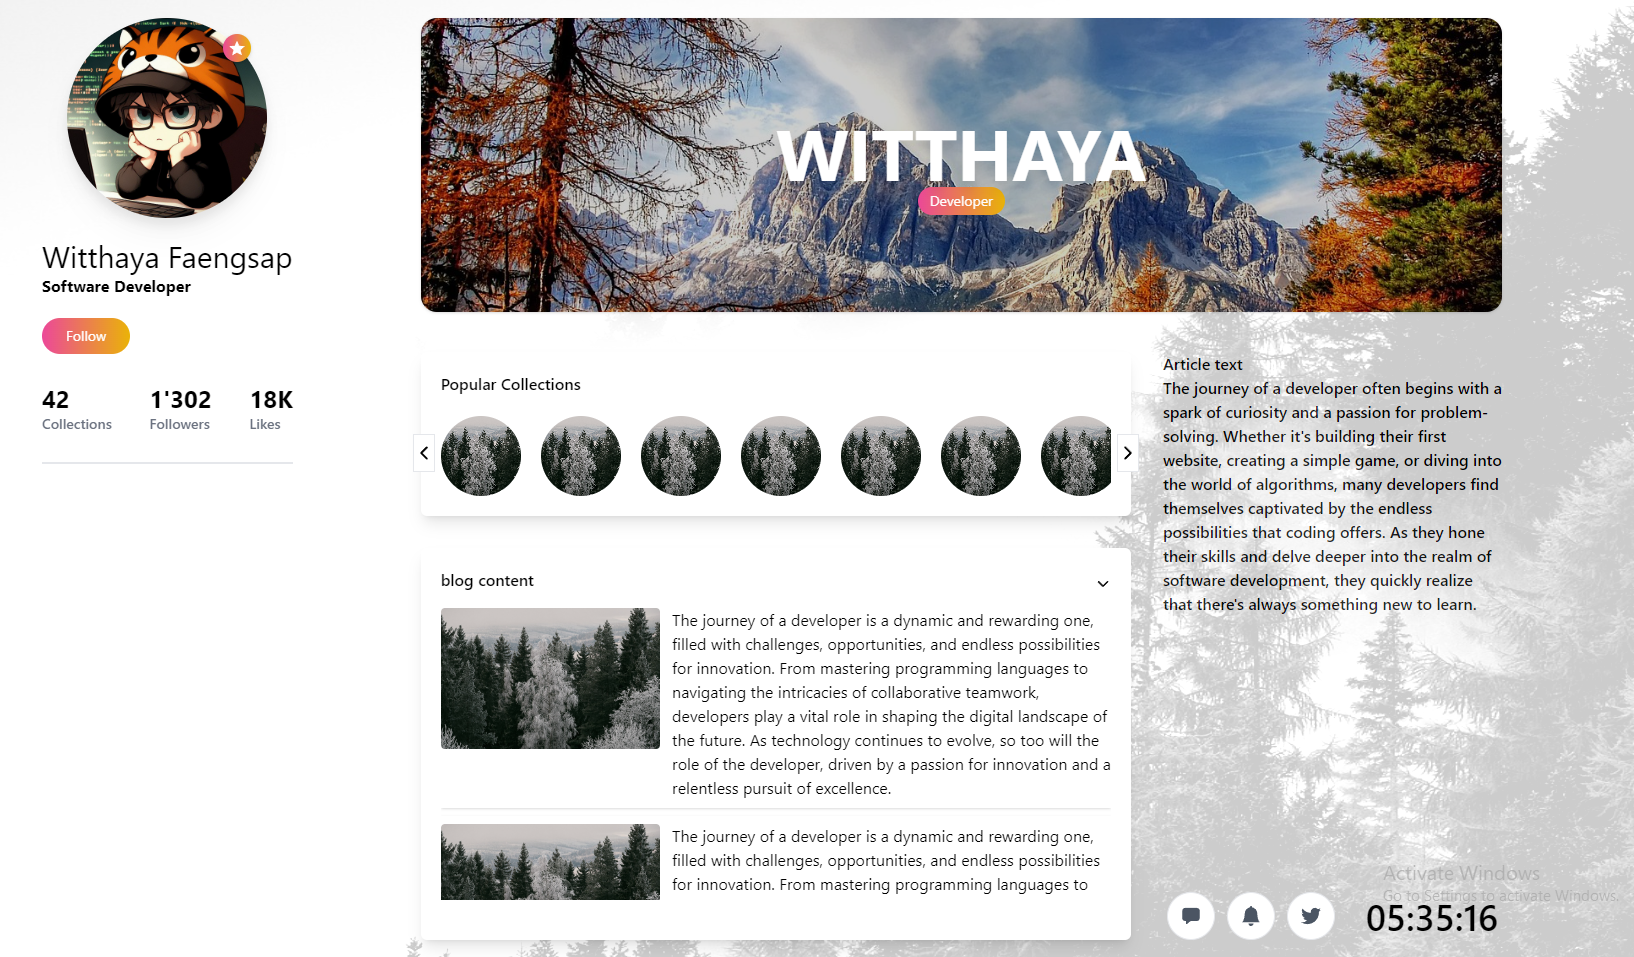 Witthaya Faengsap
Software Developer
Follow
42
Collections
1'302
Followers
18K
Likes
WITTHAYA
Developer
Popular Collections
blog content
The journey of a developer is a dynamic and rewarding one,
filled with challenges, opportunities, and endless possibilities
for innovation. From mastering programming languages to
navigating the intricacies of collaborative teamwork,
developers play a vital role in shaping the digital landscape of
the future. As technology continues to evolve, so too will the
role of the developer, driven by a passion for innovation and a
relentless pursuit of excellence.
The journey of a developer is a dynamic and rewarding one,
filled with challenges, opportunities, and endless possibilities
for innovation. From mastering programming languages to
Article text
The journey of a developer often begins with a
spark of curiosity and a passion for problem-
solving. Whether it's building their first
website, creating a simple game, or diving into
the world of algorithms, many developers find
themselves captivated by the endless
possibilities that coding offers. As they hone
their skills and delve deeper into the realm of
software development, they quickly realize
that there's always something new to learn.
Activate Windows
Go to Settings to activate Windows.
05:35:16